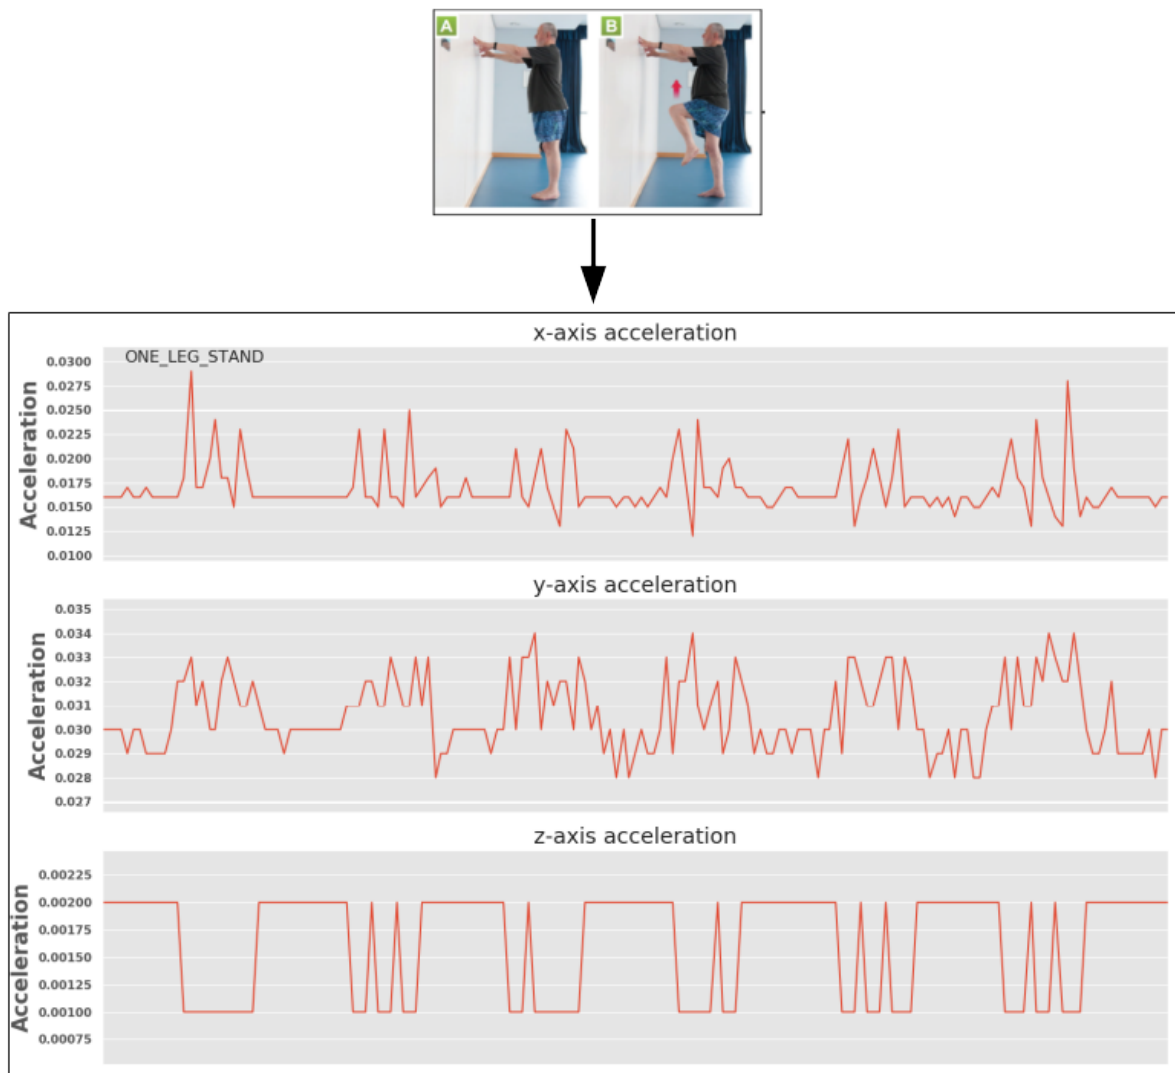 A
B
x-axis acceleration
ONE_LEG_STAND
Acceleration
0.0300
0.0275
0.0250
0.0225
0.0200
0.0175
0.0150
0.0125
0.0100
y-axis acceleration
Acceleration
0.035
0.034
0.033
0.032
0.031
0.030
0.029
0.028
0.027
z-axis acceleration
Acceleration
0.00225
0.00200
0.00175
0.00150
0.00125
0.00100
0.00075